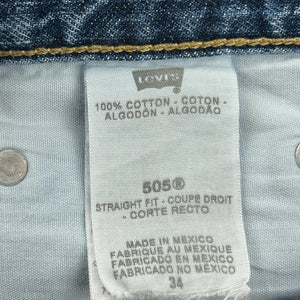 LEVI'S
100% COTTON - COTON -
ALGODÓN - ALGODÃO
505®
STRAIGHT FIT - COUPE DROIT
- CORTE RECTO
MADE IN MEXICO
FABRIQUE AU MEXIQUE
FABRICADO EN MEXICO
FABRICADO NO MÉXICO
34